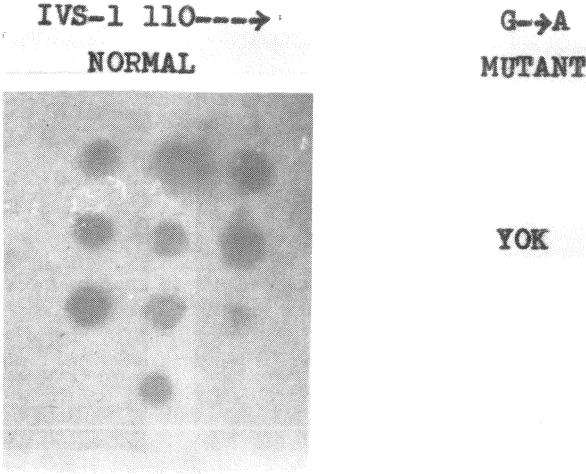 IVS-1 110----→ G-→A
NORMAL MUTANT
YOK